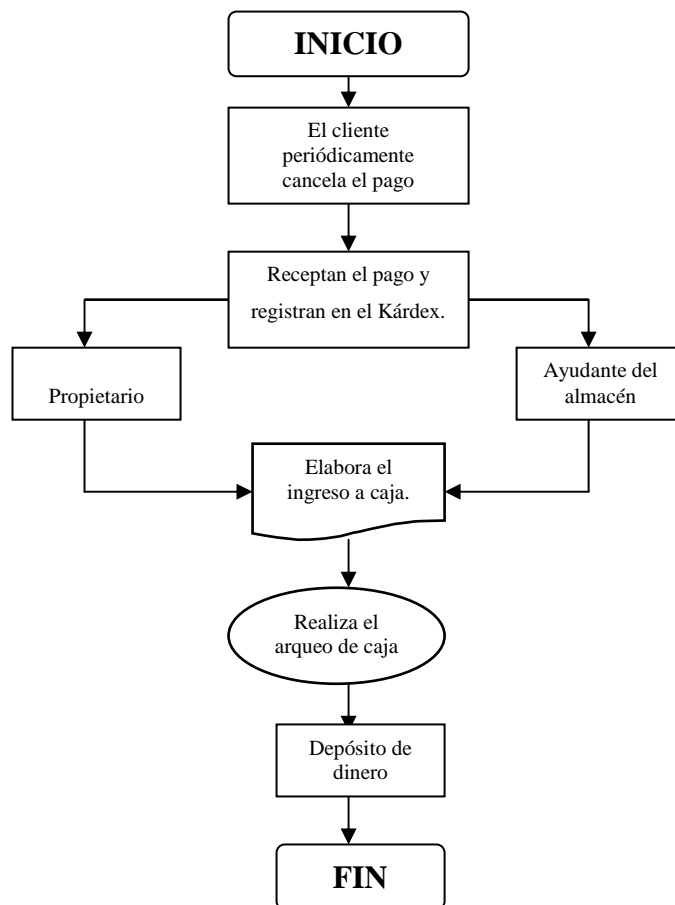 INICIO
El cliente
periódicamente
cancela el pago
Receptan el pago y
registran en el Kárdex.
Propietario
Ayudante del
almacén
Elabora el
ingreso a caja.
Realiza el
arqueo de caja
Depósito de
dinero
FIN